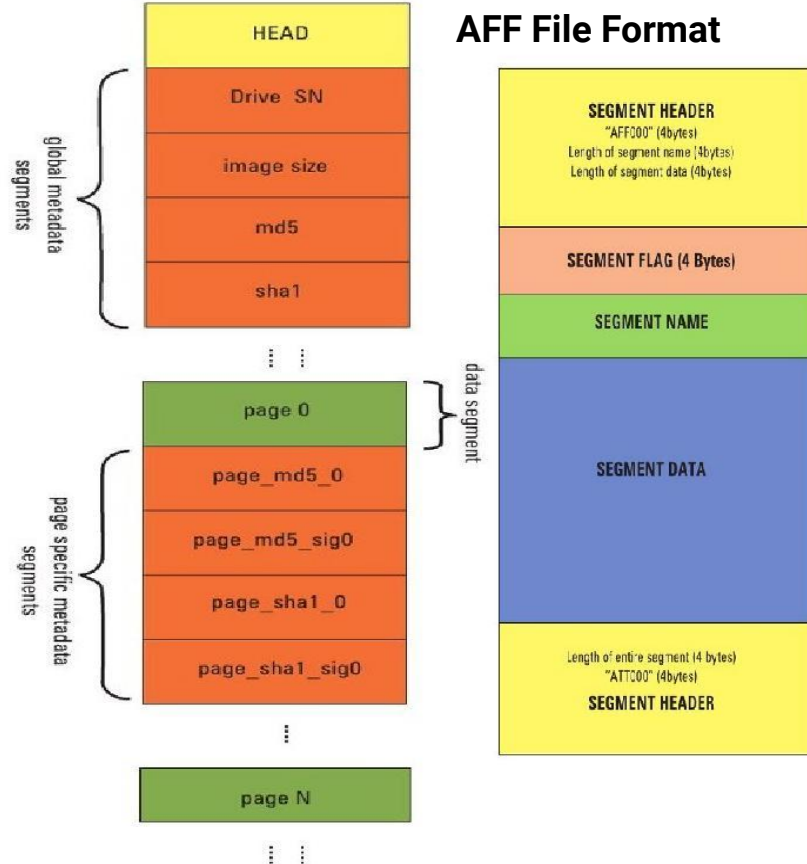 AFF File Format
HEAD
Drive SN
image size
md5
sha1
global metadata
segments
page 0
data segment
page_md5_0
page_md5_sig0
page_sha1_0
page_sha1_sig0
page specific metadata
segments
page N
SEGMENT HEADER
"AFF000" (4bytes)
Length of segment name (4bytes)
Length of segment data (4bytes)
SEGMENT FLAG (4 Bytes)
SEGMENT NAME
SEGMENT DATA
Length of entire segment (4 bytes)
"ATT000" (4bytes)
SEGMENT HEADER